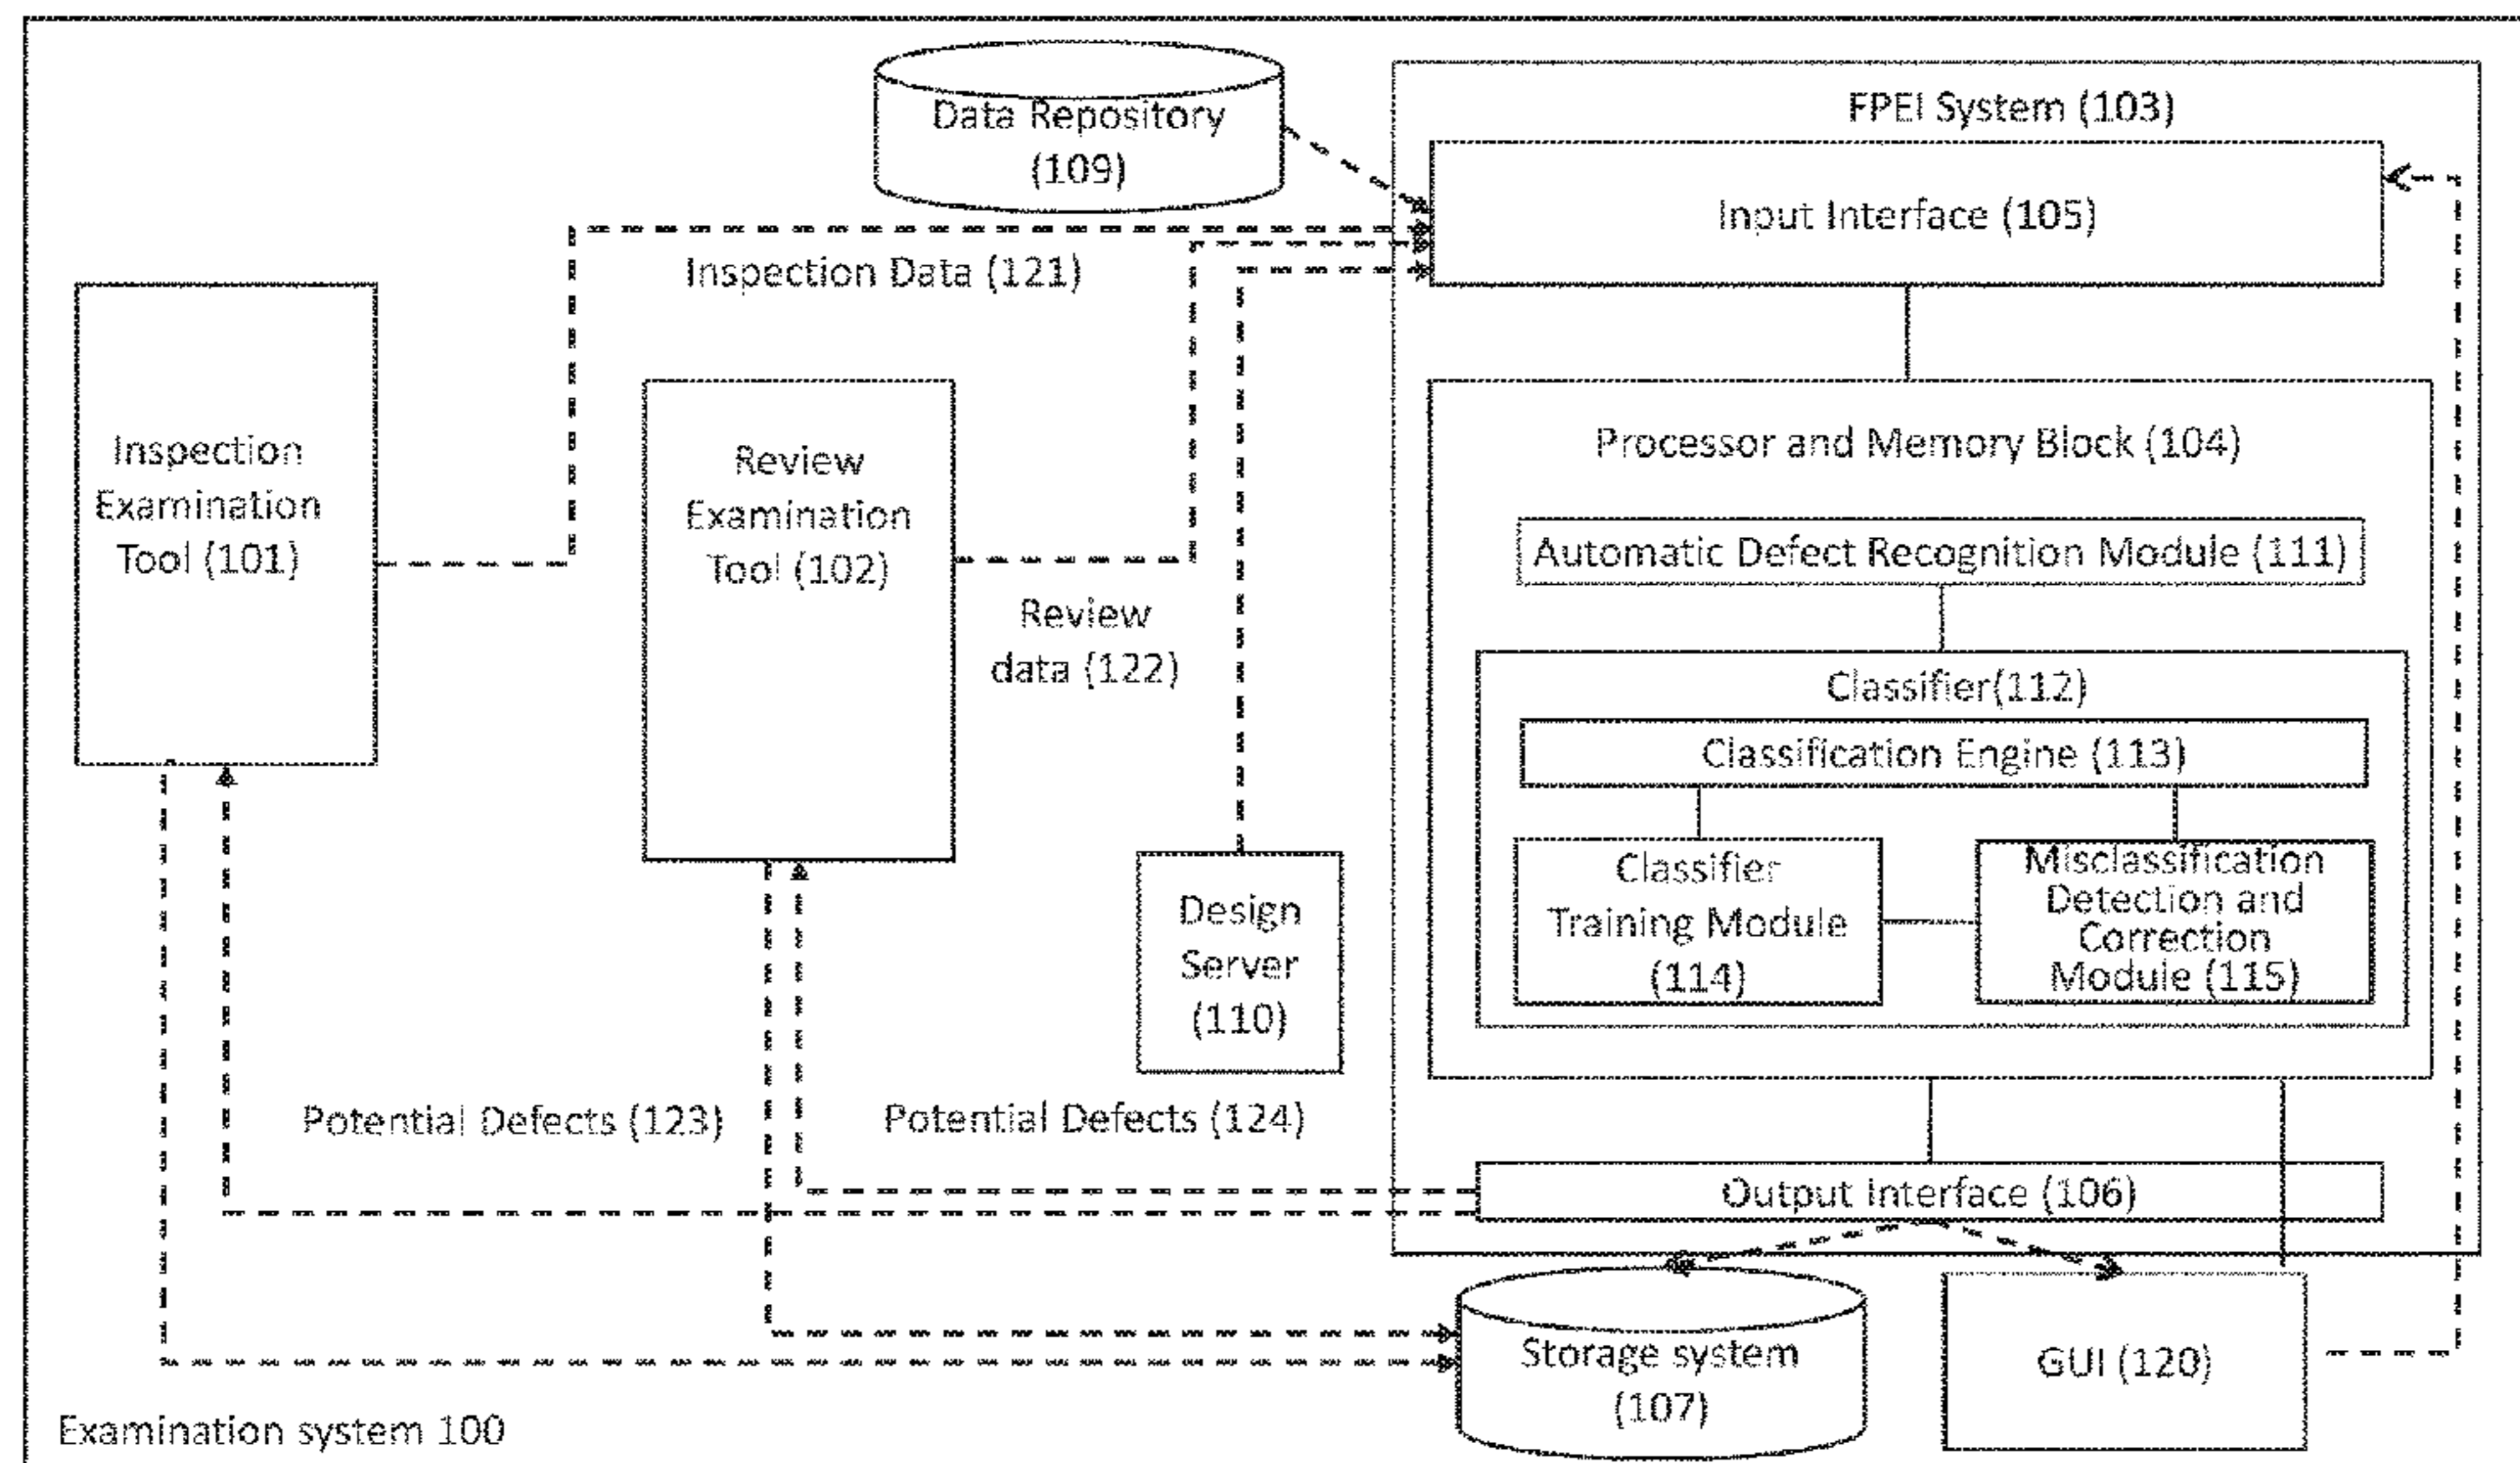 Data Repository
(109)
FPEI System (103)
Input Interface (105)
Inspection Data (121)
Inspection
Examination
Tool (101)
Review
Examination
Tool (102)
Review
data (122)
Processor and Memory Block (104)
Automatic Defect Recognition Module (111)
Classifier(112)
Classification Engine (113)
Classifier
Training Module
(114)
Misclassification
Detection and
Correction
Module (115)
Design
Server
(110)
Potential Defects (123)
Potential Defects (124)
Output Interface (106)
Storage system
(107)
GUI (120)
Examination system 100